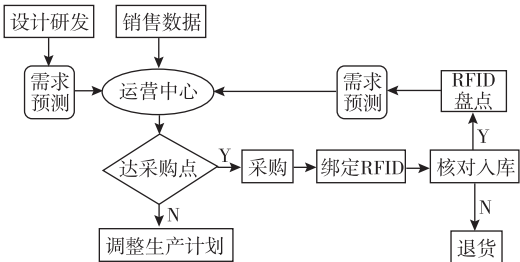 设计研发
销售数据
需求
预测
运营中心
需求
预测
RFID
盘点
达采购点
Y
采购
绑定RFID
核对入库
Y
N
N
调整生产计划
退货